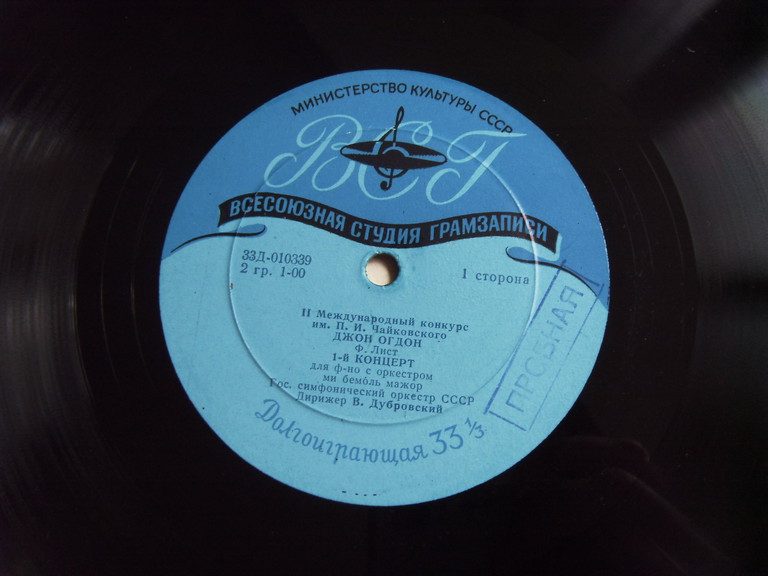 МИНИСТЕРСТВО КУЛЬТУРЫ СССР
ВСГ
ВСЕСОЮЗНАЯ СТУДИЯ ГРАМЗАПИСИ
33Д-010339
2 гр. 1-00
1 сторона
II Международный конкурс
им. П. И. Чайковского
ДЖОН ОГДОН
Ф. Лист
1-й КОНЦЕРТ
для ф-но с оркестром
ми бемоль мажор
Гос. симфонический оркестр СССР
Дирижер В. Дубровский
ПРОБНАЯ
Долгоиграющая 33 1/3